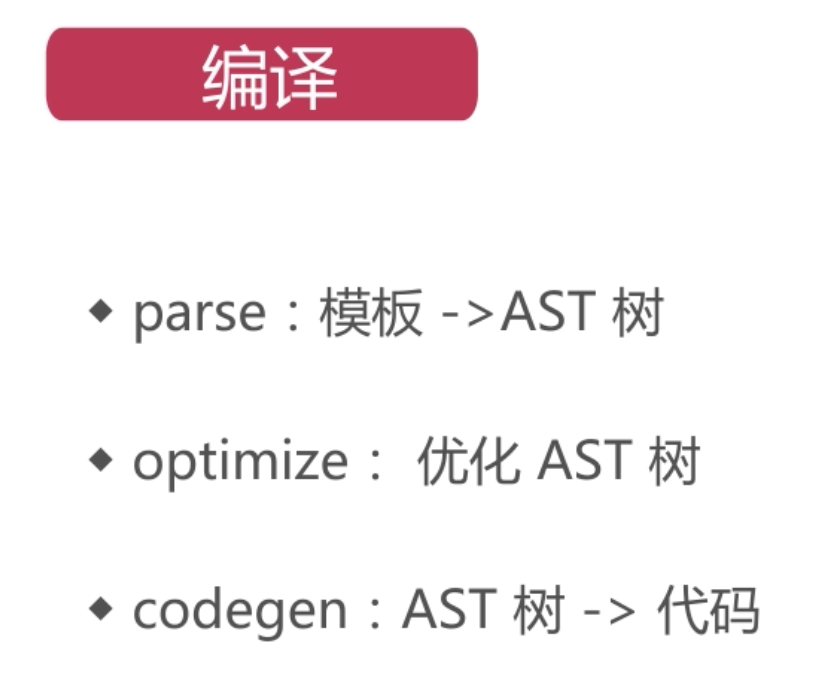 编译
◆ parse：模板 ->AST 树
◆ optimize： 优化 AST 树
◆ codegen：AST 树 -> 代码